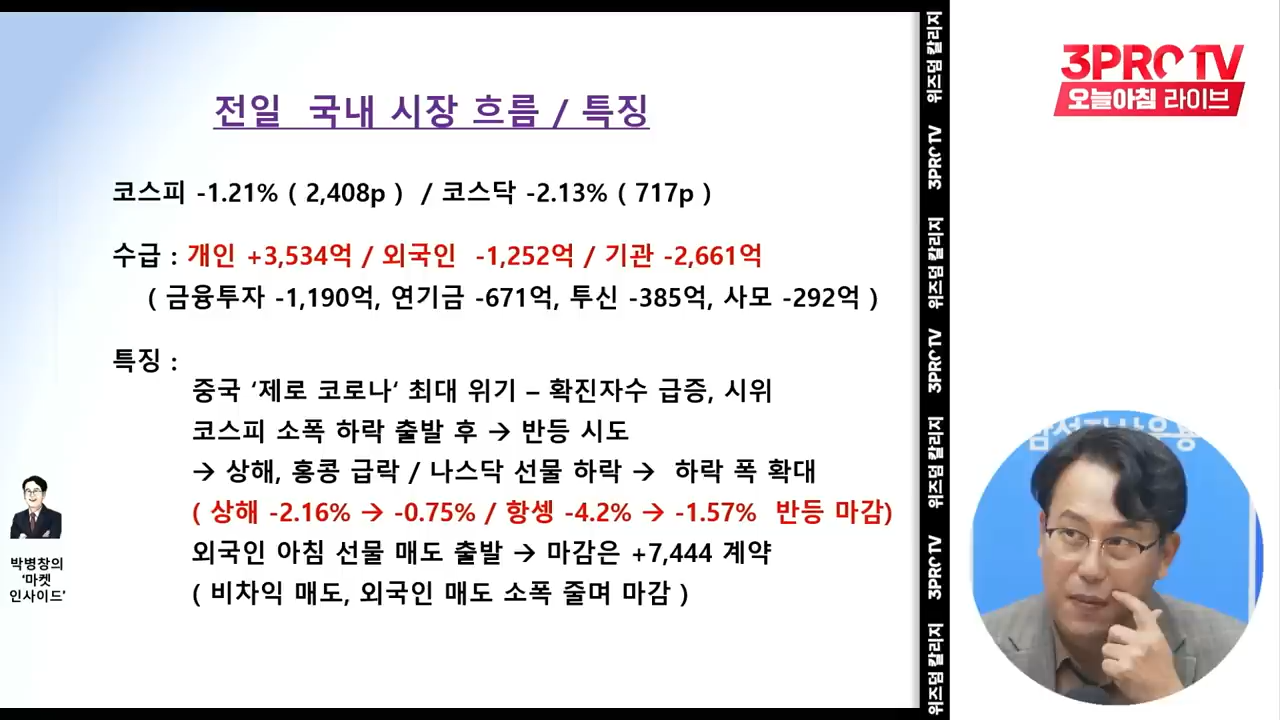 전일 국내 시장 흐름 / 특징
코스피 -1.21% ( 2,408p ) / 코스닥 -2.13% ( 717p )
수급 : 개인 +3,534억 / 외국인 -1,252억 / 기관 -2,661억
( 금융투자 -1,190억, 연기금 -671억, 투신 -385억, 사모 -292억 )
특징 :
중국 ‘제로 코로나‘ 최대 위기 – 확진자수 급증, 시위
코스피 소폭 하락 출발 후 → 반등 시도
→ 상해, 홍콩 급락 / 나스닥 선물 하락 → 하락 폭 확대
( 상해 -2.16% → -0.75% / 항셍 -4.2% → -1.57% 반등 마감)
외국인 아침 선물 매도 출발 → 마감은 +7,444 계약
( 비차익 매도, 외국인 매도 소폭 줄며 마감 )
박병창의
‘마켓
인사이드’
위즈덤 칼리지
3PRO TV
위즈덤 칼리지
3PRO TV
위즈덤 칼리지
3PRO TV
위즈덤 칼리지
3PRO TV
오늘아침 라이브